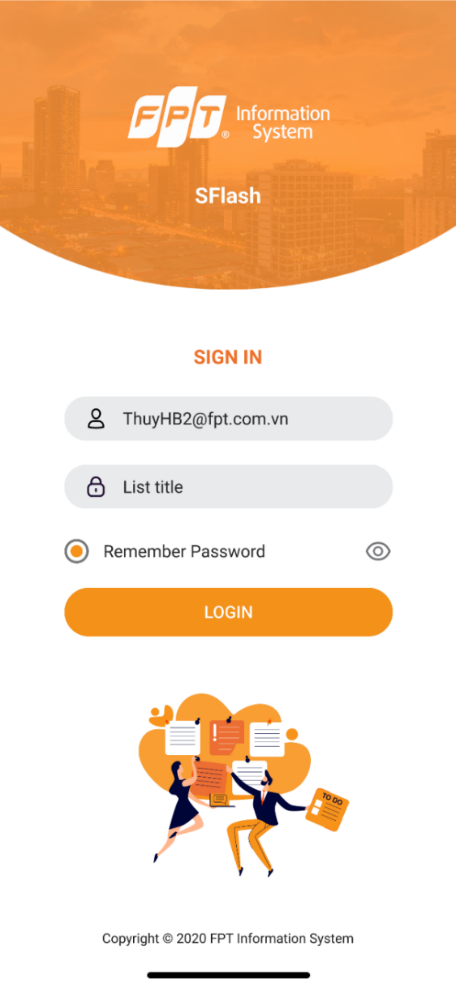 FPT® Information
System
SFlash
SIGN IN
ThuyHB2@fpt.com.vn
List title
Remember Password
LOGIN
TO DO
Copyright © 2020 FPT Information System